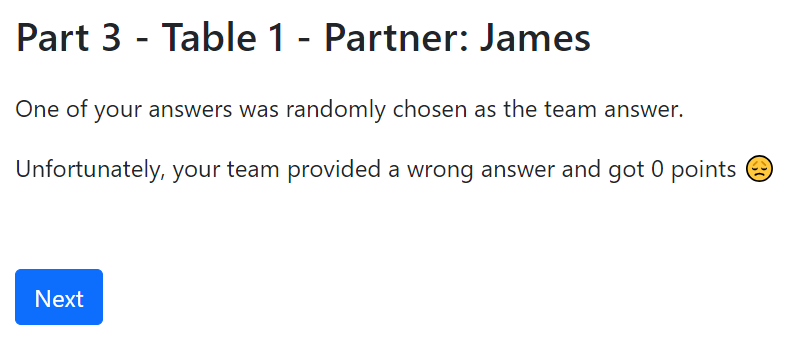 Part 3 - Table 1 - Partner: James
One of your answers was randomly chosen as the team answer.
Unfortunately, your team provided a wrong answer and got 0 points 😔
Next